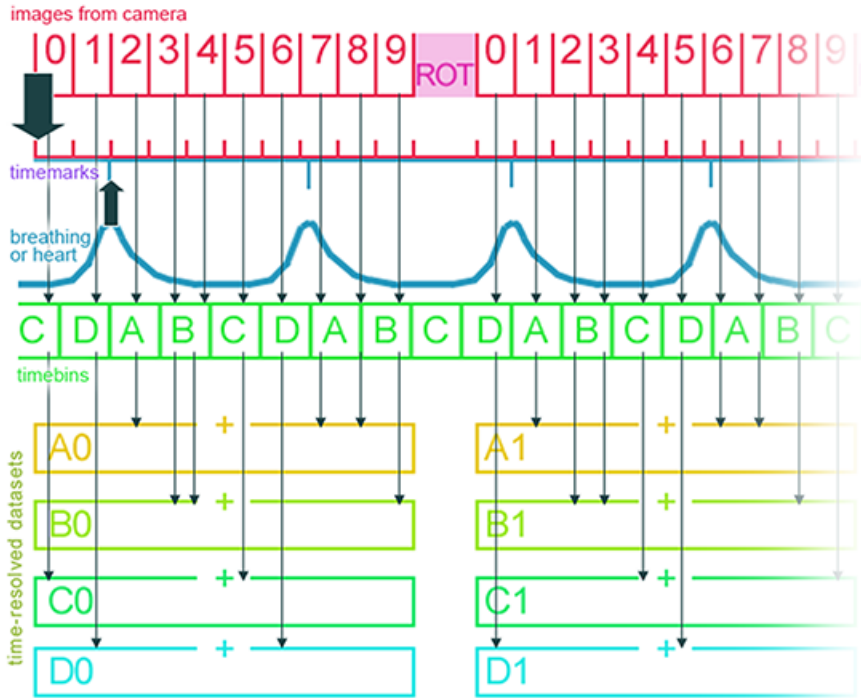 images from camera
0 1 2 3 4 5 6 7 8 9 ROT 0 1 2 3 4 5 6 7 8 9
timemarks
breathing
or heart
C D A B C D A B C D A B C D A B C
timebins
time-resolved datasets
+ +
A0 A1
+ +
B0 B1
+ +
C0 C1
+ +
D0 D1